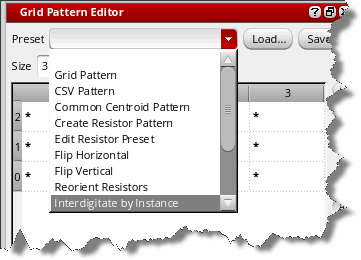 Grid Pattern Editor
Preset Load... Save
Size 3
Grid Pattern
CSV Pattern
Common Centroid Pattern
Create Resistor Pattern
Edit Resistor Preset
Flip Horizontal
Flip Vertical
Reorient Resistors
Interdigitate by Instance
3
2 * *
1 * *
0 * *